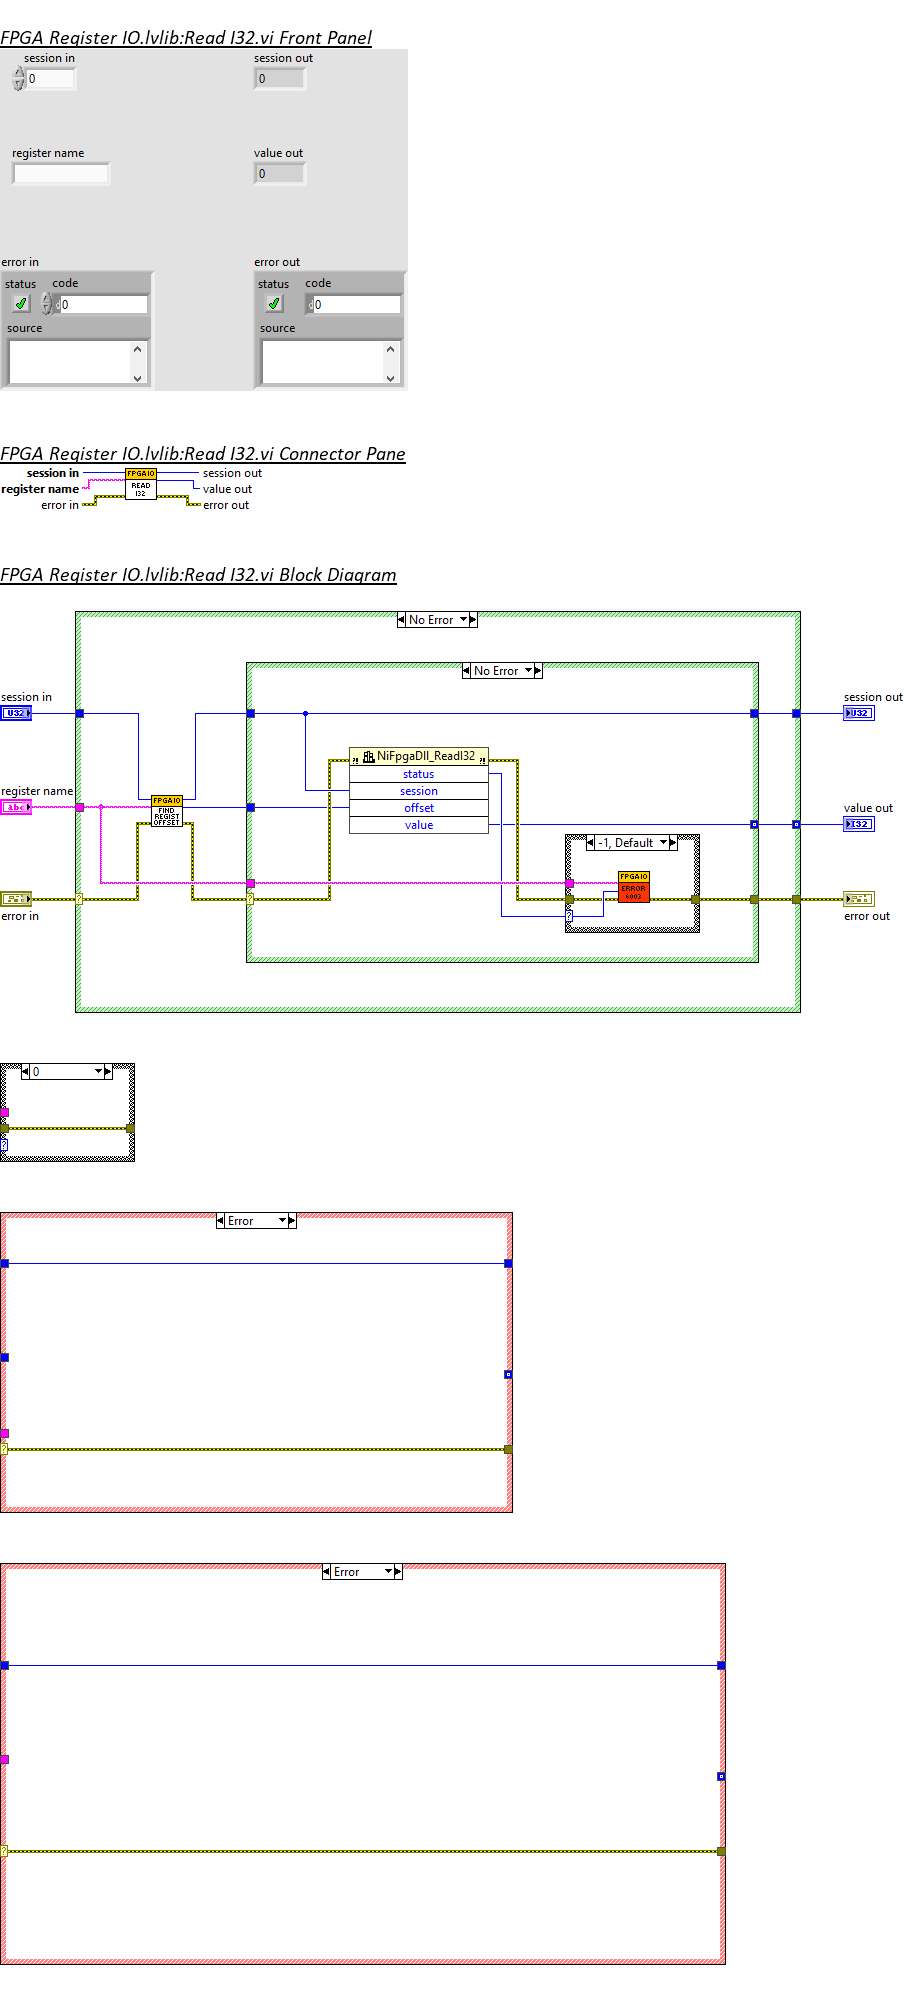 FPGA Register IO.lvlib:Read I32.vi Front Panel
session in
session out
0
0
register name
value out
0
error in
error out
status
code
status
code
0
0
source
source
FPGA Register IO.lvlib:Read I32.vi Connector Pane
session in
FPGAIO
session out
register name
READ
I32
value out
error in
error out
FPGA Register IO.lvlib:Read I32.vi Block Diagram
No Error
No Error
session in
session out
U32
U32
NiFpgaDll_ReadI32
status
register name
session
abc
FPGAIO
FIND
REGIST
OFFSET
offset
value out
value
I32
-1, Default
FPGAIO
ERROR
6003
?
?
?
error in
error out
0
?
Error
?
Error
?